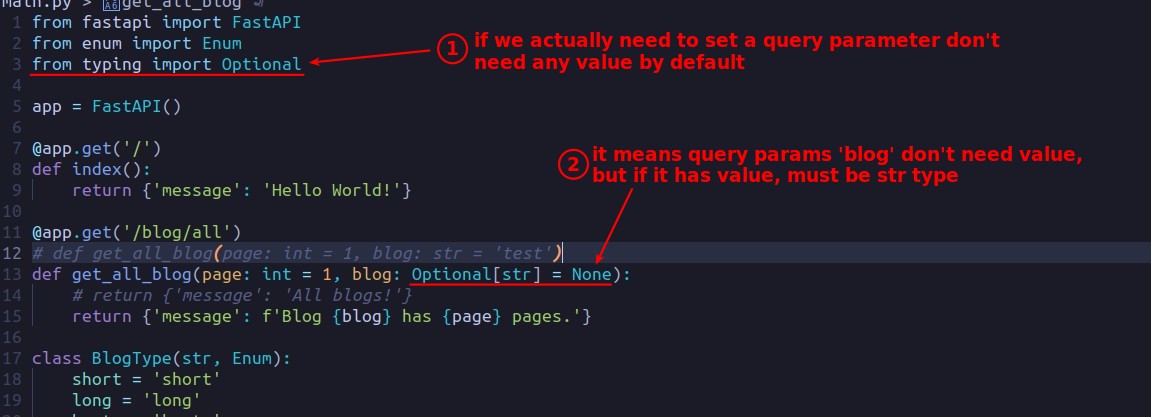 main.py > get_all_blog
1 from fastapi import FastAPI
2 from enum import Enum
3 from typing import Optional
1 if we actually need to set a query parameter don't
need any value by default
4
5 app = FastAPI()
6
7 @app.get('/')
8 def index():
9 return {'message': 'Hello World!'}
2 it means query params 'blog' don't need value,
but if it has value, must be str type
10
11 @app.get('/blog/all')
12 # def get_all_blog(page: int = 1, blog: str = 'test')
13 def get_all_blog(page: int = 1, blog: Optional[str] = None):
14 # return {'message': 'All blogs!'}
15 return {'message': f'Blog {blog} has {page} pages.'}
16
17 class BlogType(str, Enum):
18 short = 'short'
19 long = 'long'